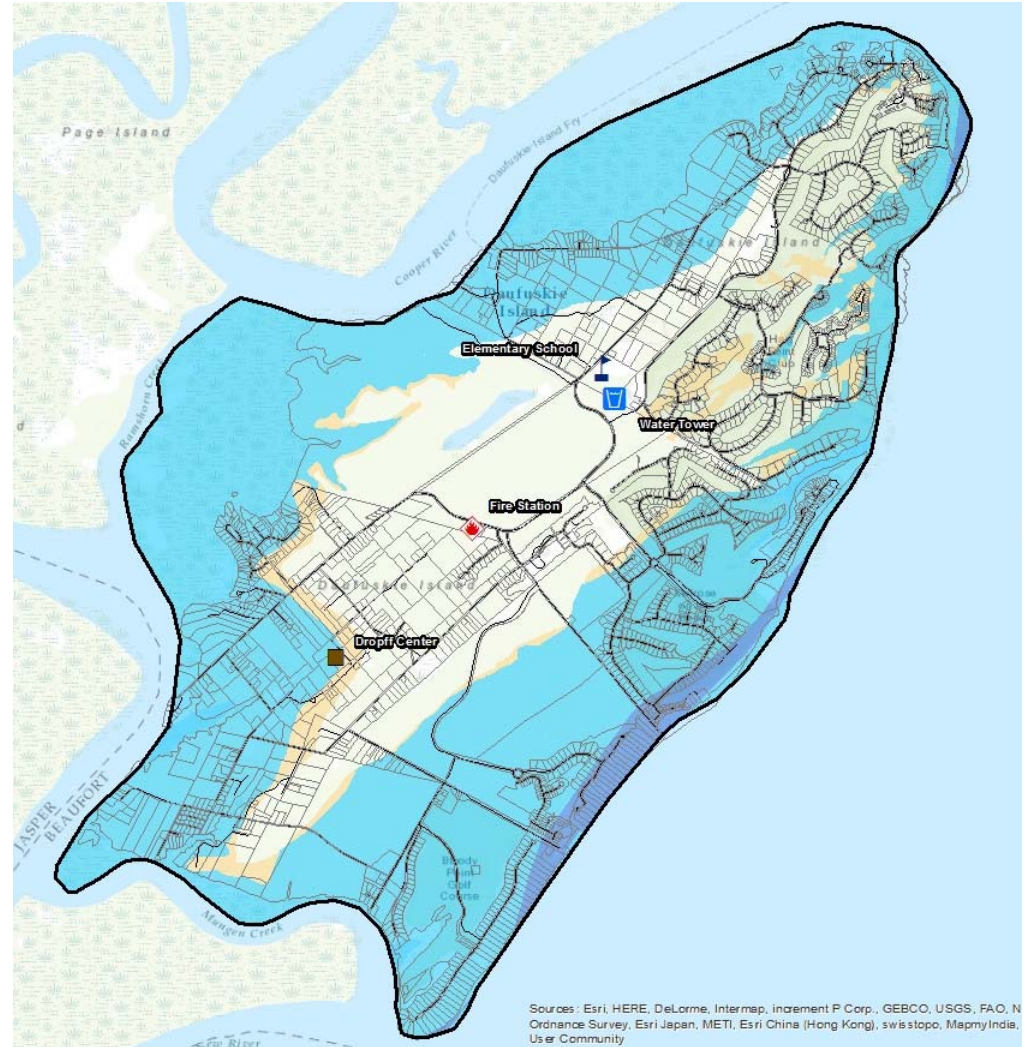 Page Island
Daufuskie-Island Fry
Cooper River
Daufuskie Island
Daufuskie
Island
Elementary School
Ramshorn Creek
Water Tower
Fire Station
Daufuskie Island
Dropff Center
JASPER
BEAUFORT
Bloody
Point
Golf
Course
Mungen Creek
New River
Sources: Esri, HERE, DeLorme, Intermap, increment P Corp., GEBCO, USGS, FAO, N
Ordnance Survey, Esri Japan, METI, Esri China (Hong Kong), swisstopo, MapmyIndia,
User Community